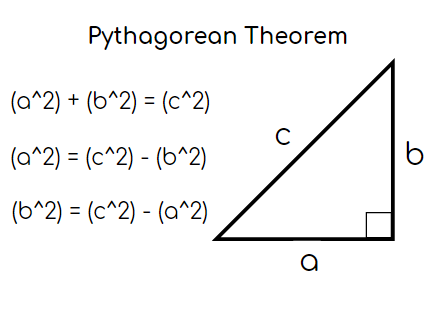 Pythagorean Theorem
(a^2) + (b^2) = (c^2)
(a^2) = (c^2) - (b^2)
(b^2) = (c^2) - (a^2)
c
b
a